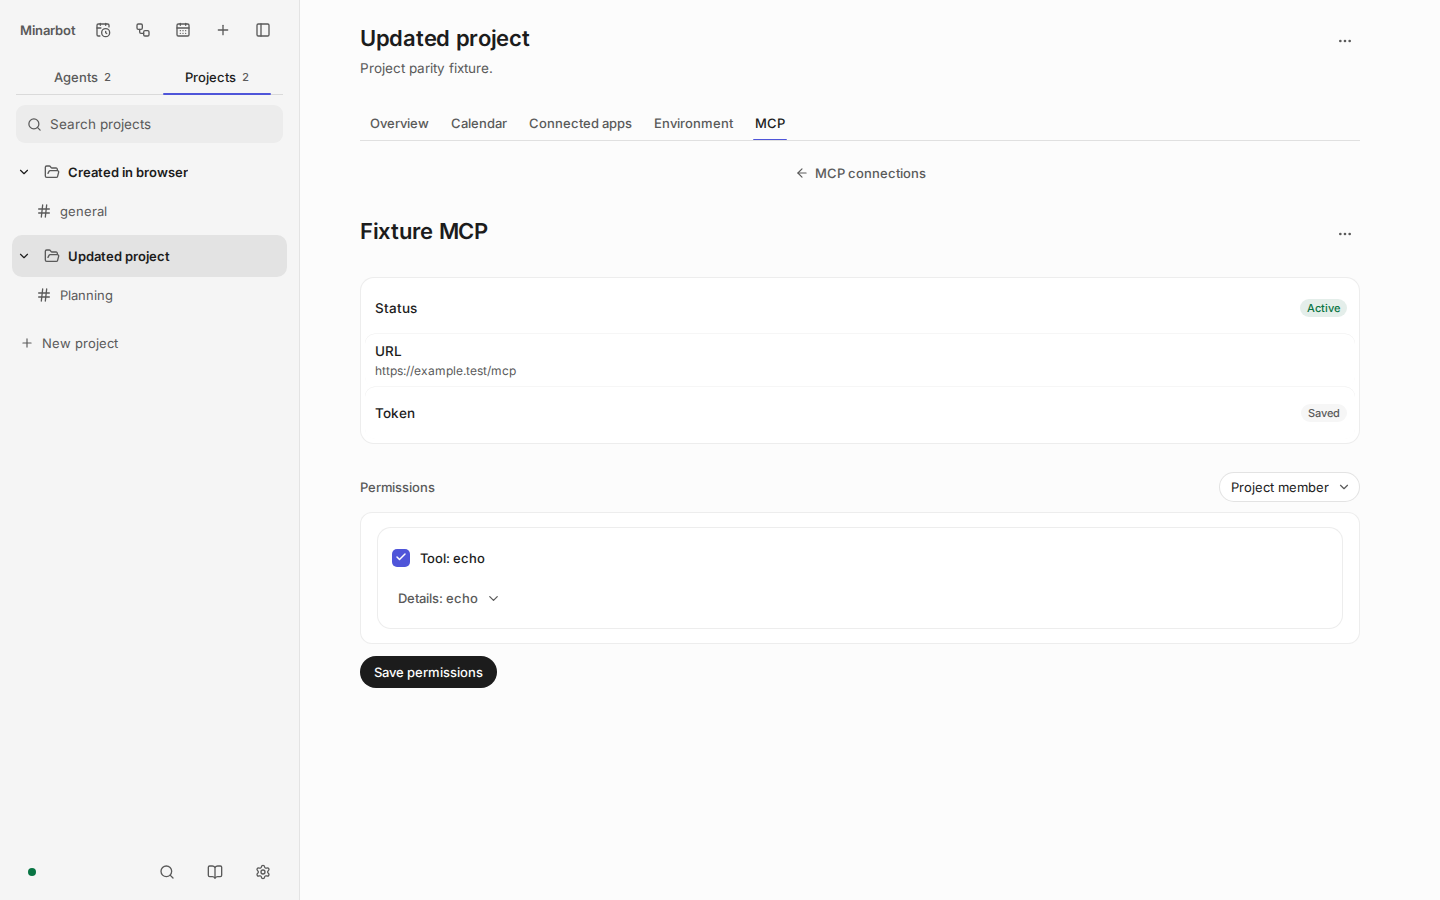 Minarbot
Agents 2
Projects 2
Search projects
Created in browser
general
Updated project
Planning
New project
Updated project
Project parity fixture.
Overview
Calendar
Connected apps
Environment
MCP
MCP connections
Fixture MCP
Status
Active
URL
https://example.test/mcp
Token
Saved
Permissions
Project member
Tool: echo
Details: echo
Save permissions